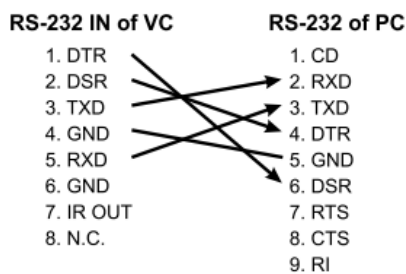 RS-232 IN of VC
1. DTR
2. DSR
3. TXD
4. GND
5. RXD
6. GND
7. IR OUT
8. N.C.
RS-232 of PC
1. CD
2. RXD
3. TXD
4. DTR
5. GND
6. DSR
7. RTS
8. CTS
9. RI